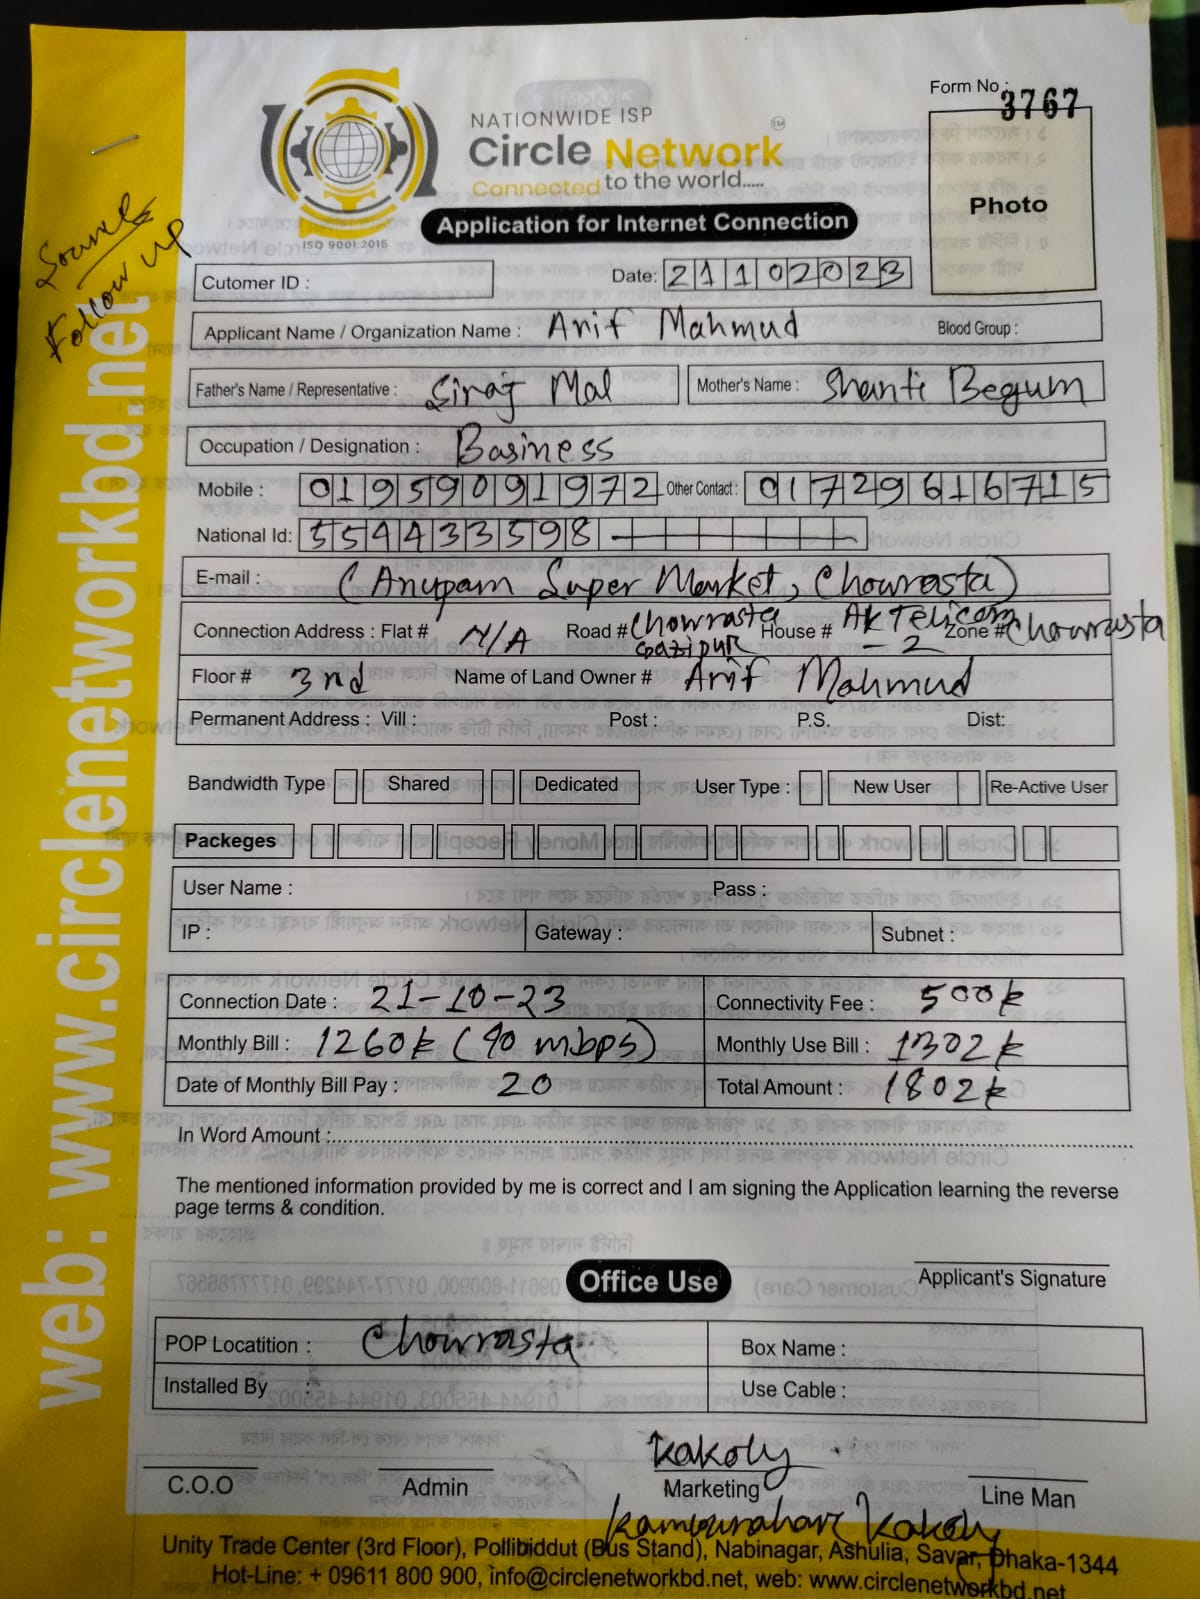 Form No : 3767
NATIONWIDE ISP
Circle Network TM
Connected to the world.....
ISO 9001:2015
Application for Internet Connection
Photo
Source
Follow up
web: www.circlenetworkbd.net
Cutomer ID :
Date: 21102023
Applicant Name / Organization Name : Arif Mahmud Blood Group :
Father's Name / Representative : Siraj Mal Mother's Name : Shanti Begum
Occupation / Designation : Basiness
Mobile : 01959091972 Other Contact : 01729616715
National Id: 554433598
E-mail : (Anupam Super Market, Chowrasta)
Connection Address : Flat # N/A Road # Chowrasta Gazipur House # AK Telicom - 2 Zone # Chowrasta
Floor # 3nd Name of Land Owner # Arif Mahmud
Permanent Address : Vill : Post : P.S. Dist:
Bandwidth Type Shared Dedicated User Type : New User Re-Active User
Packeges
User Name : Pass :
IP : Gateway : Subnet :
Connection Date : 21-10-23 Connectivity Fee : 500৳
Monthly Bill : 1260৳ (40 mbps) Monthly Use Bill : 1302৳
Date of Monthly Bill Pay : 20 Total Amount : 1802৳
In Word Amount :
The mentioned information provided by me is correct and I am signing the Application learning the reverse
page terms & condition.
Applicant's Signature
Office Use
POP Locatition : Chowrasta Box Name :
Installed By : Use Cable :
Kakoly
C.O.O Admin Marketing Line Man
Kakoly
Unity Trade Center (3rd Floor), Pollibiddut (Bus Stand), Nabinagar, Ashulia, Savar, Dhaka-1344
Hot-Line: + 09611 800 900, info@circlenetworkbd.net, web: www.circlenetworkbd.net